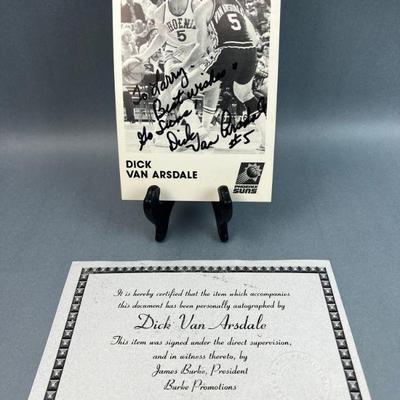 PHOENIX
5
VAN ARSDALE
5
To Larry -
Best wishes
Go Suns!
Dick
Van Arsdale
#5
DICK
VAN ARSDALE
PHOENIX
SUNS
It is hereby certified that the item which accompanies
this document has been personally autographed by
Dick Van Arsdale
This item was signed under the direct supervision,
and in witness thereto, by
James Burke, President
Burke Promotions